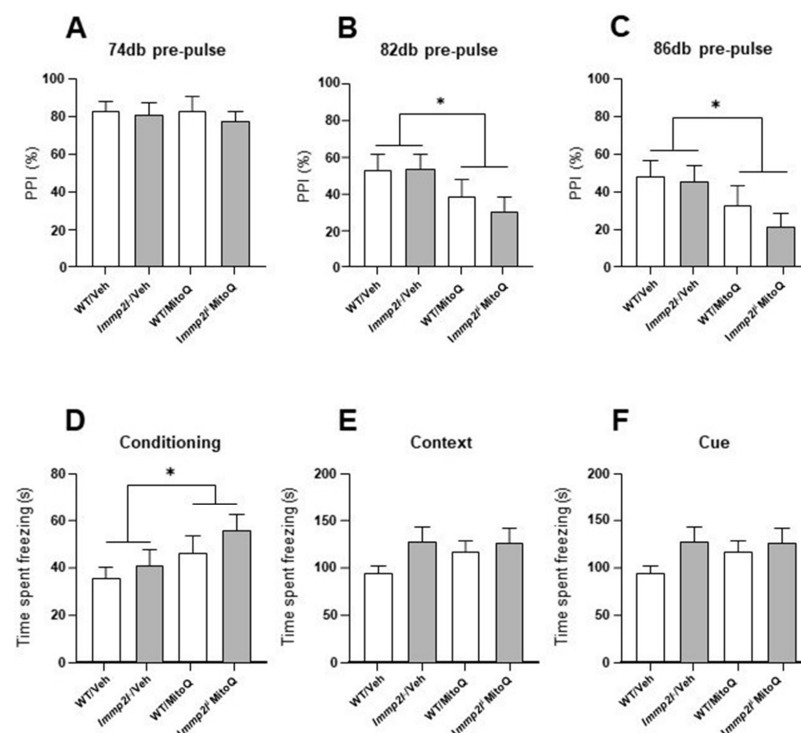 A
74db pre-pulse
PPI (%)
100
80
60
40
20
0
WT/Veh
Immp2l-/Veh
WT/MitoQ
Immp2l- MitoQ
B
82db pre-pulse
PPI (%)
100
80
60
40
20
0
*
WT/Veh
Immp2l-/Veh
WT/MitoQ
Immp2l- MitoQ
C
86db pre-pulse
PPI (%)
100
80
60
40
20
0
*
WT/Veh
Immp2l-/Veh
WT/MitoQ
Immp2l- MitoQ
D
Conditioning
Time spent freezing (s)
80
60
40
20
0
*
WT/Veh
Immp2l-/Veh
WT/MitoQ
Immp2l- MitoQ
E
Context
Time spent freezing (s)
200
150
100
50
0
WT/Veh
Immp2l-/Veh
WT/MitoQ
Immp2l- MitoQ
F
Cue
Time spent freezing (s)
200
150
100
50
0
WT/Veh
Immp2l-/Veh
WT/MitoQ
Immp2l- MitoQ